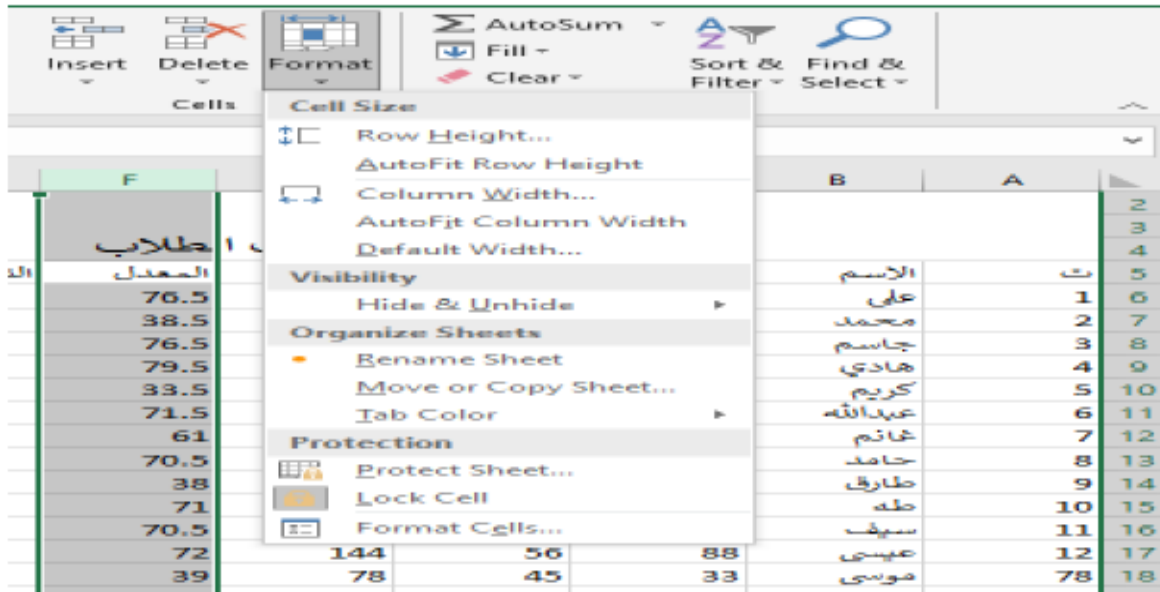 Insert Delete Format
Cells
AutoSum
Fill
Clear
Sort & Filter
Find & Select
Cell Size
Row Height...
AutoFit Row Height
Column Width...
AutoFit Column Width
Default Width...
Visibility
Hide & Unhide
Organize Sheets
Rename Sheet
Move or Copy Sheet...
Tab Color
Protection
Protect Sheet...
Lock Cell
Format Cells...
A B F
2
3
4 الطلاب
5 ت الاسم المعدل
6 1 علي 76.5
7 2 محمد 38.5
8 3 جاسم 76.5
9 4 هادي 79.5
10 5 كريم 33.5
11 6 عبدالله 71.5
12 7 غانم 61
13 8 حامد 70.5
14 9 طارق 38
15 10 طه 71
16 11 سيف 70.5
17 12 عيسى 88 56 144 72
18 78 موسى 33 45 78 39